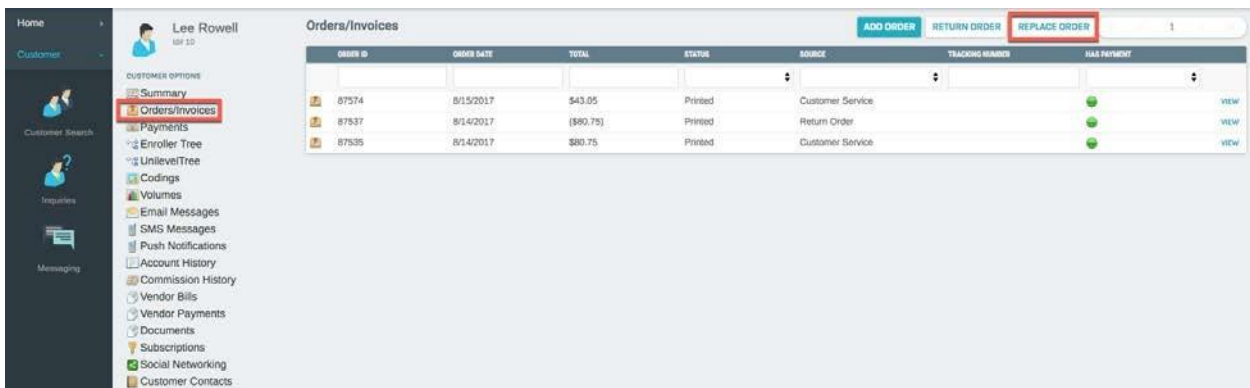 Home
Customer
Customer Search
Inquiries
Messaging
Lee Rowell
CUSTOMER OPTIONS
Summary
Orders/Invoices
Payments
Enroller Tree
UnilevelTree
Codings
Volumes
Email Messages
SMS Messages
Push Notifications
Account History
Commission History
Vendor Bills
Vendor Payments
Documents
Subscriptions
Social Networking
Customer Contacts
Orders/Invoices
ADD ORDER RETURN ORDER REPLACE ORDER 1
ORDER ID ORDER DATE TOTAL STATUS SOURCE TRACKING NUMBER HAS PAYMENT
87574 8/15/2017 $43.05 Printed Customer Service VIEW
87537 8/14/2017 ($80.75) Printed Return Order VIEW
87535 8/14/2017 $80.75 Printed Customer Service VIEW